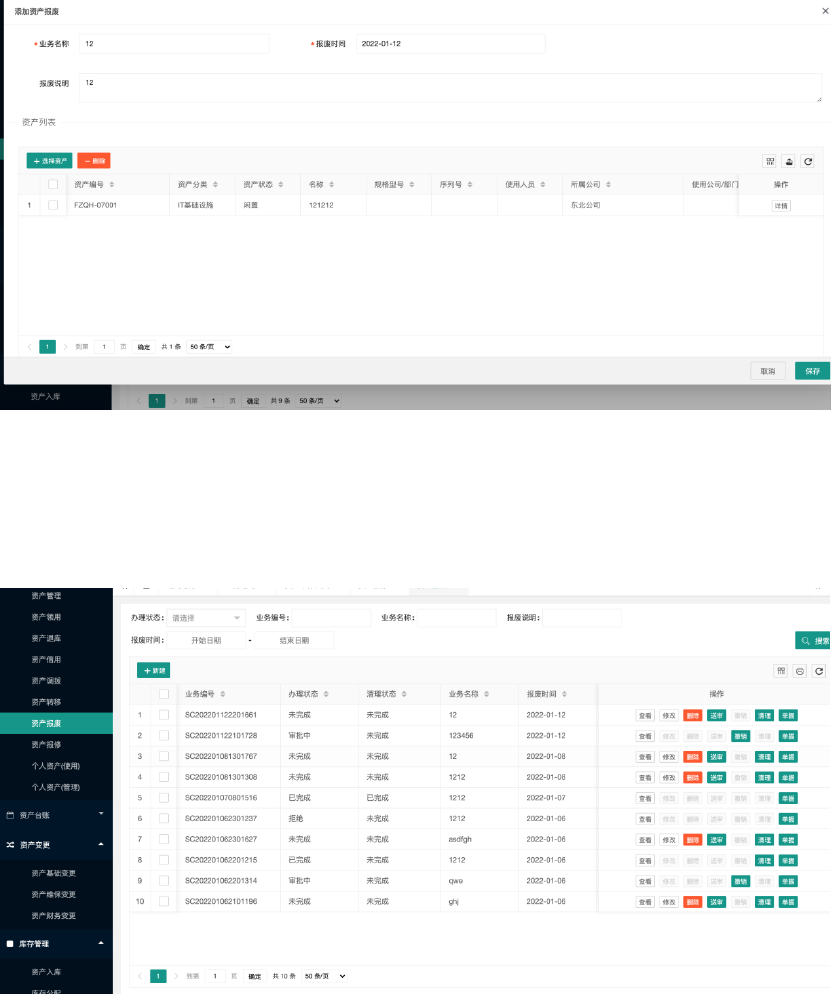 添加资产报废 ×
*业务名称 12 *报废时间 2022-01-12
报废说明 12
资产列表
+ 选择资产 − 删除
资产编号 资产分类 资产状态 名称 规格型号 序列号 使用人员 所属公司 使用公司/部门 操作
1 FZQH-07001 IT基础设施 闲置 121212 东北公司 详情
< 1 > 到第 1 页 确定 共 1 条 50 条/页
取消 保存
资产入库 < 1 > 到第 1 页 确定 共 9 条 50 条/页
资产管理
资产领用 办理状态: 请选择 业务编号: 业务名称: 报废说明:
资产退库 报废时间: 开始日期 - 结束日期 搜索
资产借用
资产调拨 + 新建
资产转移 业务编号 办理状态 清理状态 业务名称 报废时间 操作
资产报废 1 SC202201122201661 未完成 未完成 12 2022-01-12 查看 修改 删除 送审 撤销 清理 单据
资产报修 2 SC202201122101728 审批中 未完成 123456 2022-01-12 查看 修改 删除 送审 撤销 清理 单据
个人资产(使用) 3 SC202201081301767 未完成 未完成 12 2022-01-08 查看 修改 删除 送审 撤销 清理 单据
个人资产(管理) 4 SC202201081301308 未完成 未完成 1212 2022-01-08 查看 修改 删除 送审 撤销 清理 单据
5 SC202201070801516 已完成 已完成 1212 2022-01-07 查看 修改 删除 送审 撤销 清理 单据
资产台账 6 SC202201062301237 拒绝 未完成 1212 2022-01-06 查看 修改 删除 送审 撤销 清理 单据
资产变更 7 SC202201062301627 未完成 未完成 asdfgh 2022-01-06 查看 修改 删除 送审 撤销 清理 单据
资产基础变更 8 SC202201062201215 已完成 未完成 1212 2022-01-06 查看 修改 删除 送审 撤销 清理 单据
资产维保变更 9 SC202201062201314 审批中 未完成 qwe 2022-01-06 查看 修改 删除 送审 撤销 清理 单据
资产财务变更 10 SC202201062101196 未完成 未完成 ghj 2022-01-06 查看 修改 删除 送审 撤销 清理 单据
库存管理
资产入库 < 1 > 到第 1 页 确定 共 10 条 50 条/页
库存分配